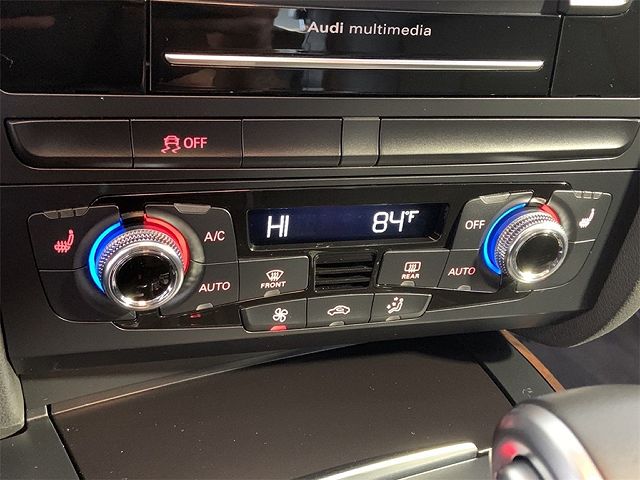 Audi multimedia
OFF
HI 84°F
A/C
OFF
AUTO
FRONT
REAR
AUTO